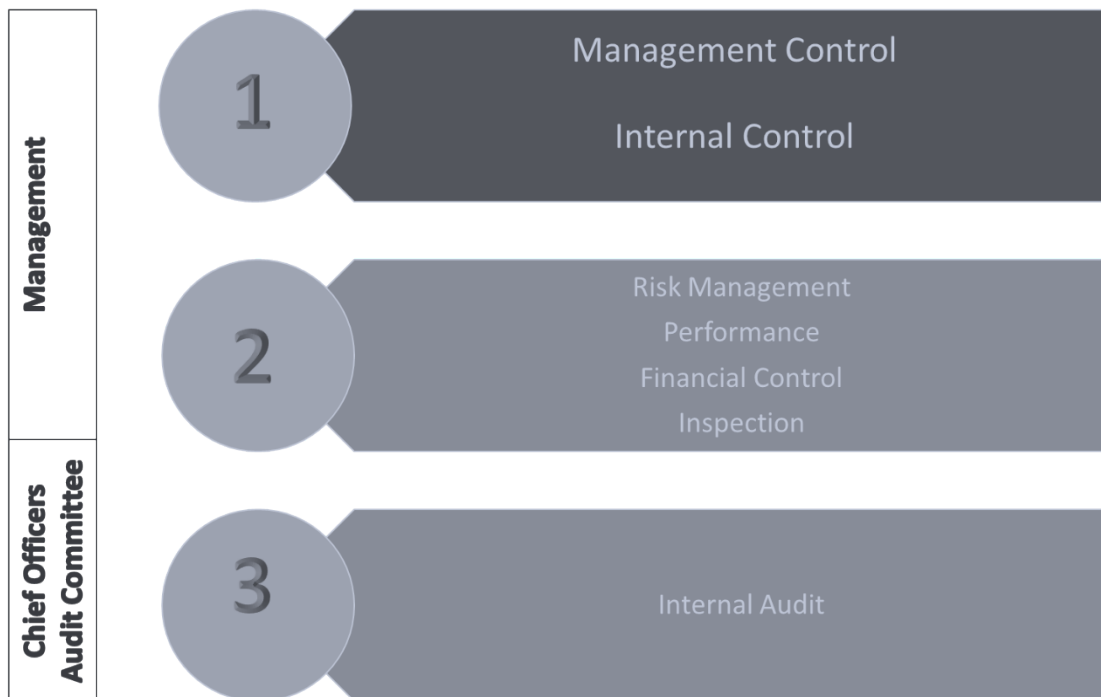 Management
1
Management Control
Internal Control
2
Risk Management
Performance
Financial Control
Inspection
Chief Officers
Audit Committee
3
Internal Audit